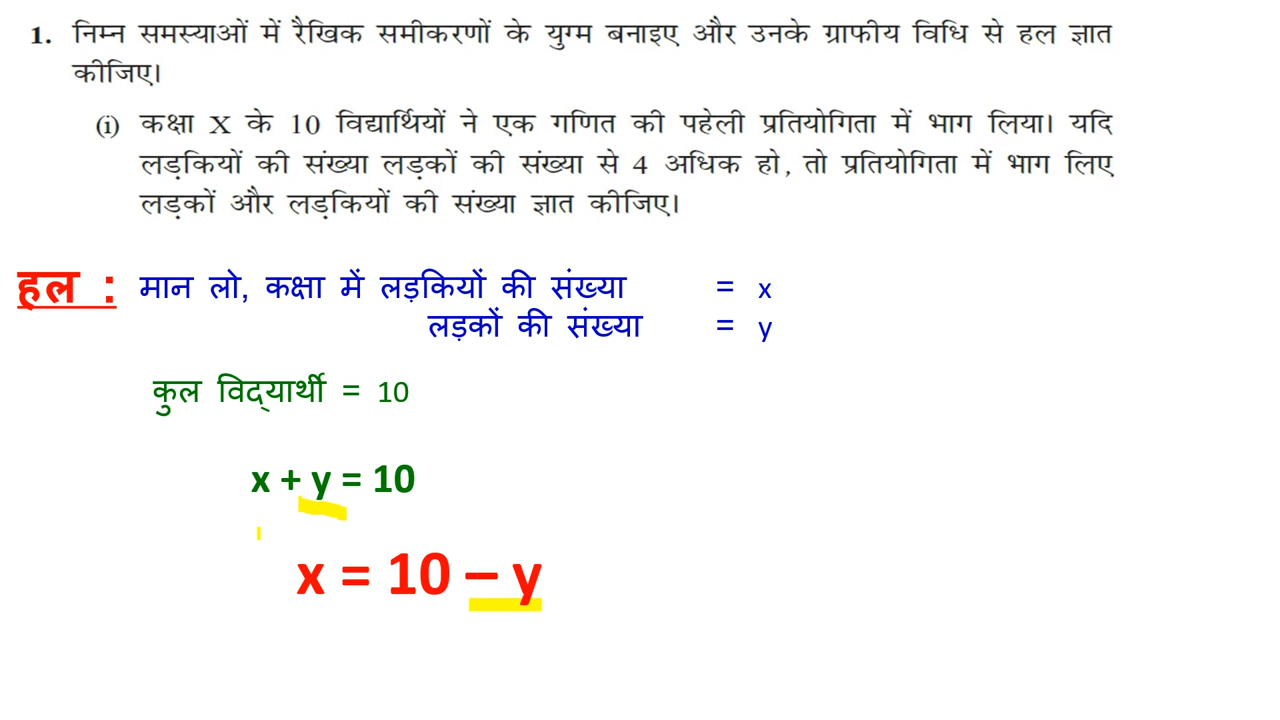 1. निम्न समस्याओं में रैखिक समीकरणों के युग्म बनाइए और उनके ग्राफीय विधि से हल ज्ञात
कीजिए।
(i) कक्षा X के 10 विद्यार्थियों ने एक गणित की पहेली प्रतियोगिता में भाग लिया। यदि
लड़कियों की संख्या लड़कों की संख्या से 4 अधिक हो, तो प्रतियोगिता में भाग लिए
लड़कों और लड़कियों की संख्या ज्ञात कीजिए।
हल : मान लो, कक्षा में लड़कियों की संख्या = x
लड़कों की संख्या = y
कुल विद्‌यार्थी = 10
x + y = 10
x = 10 – y